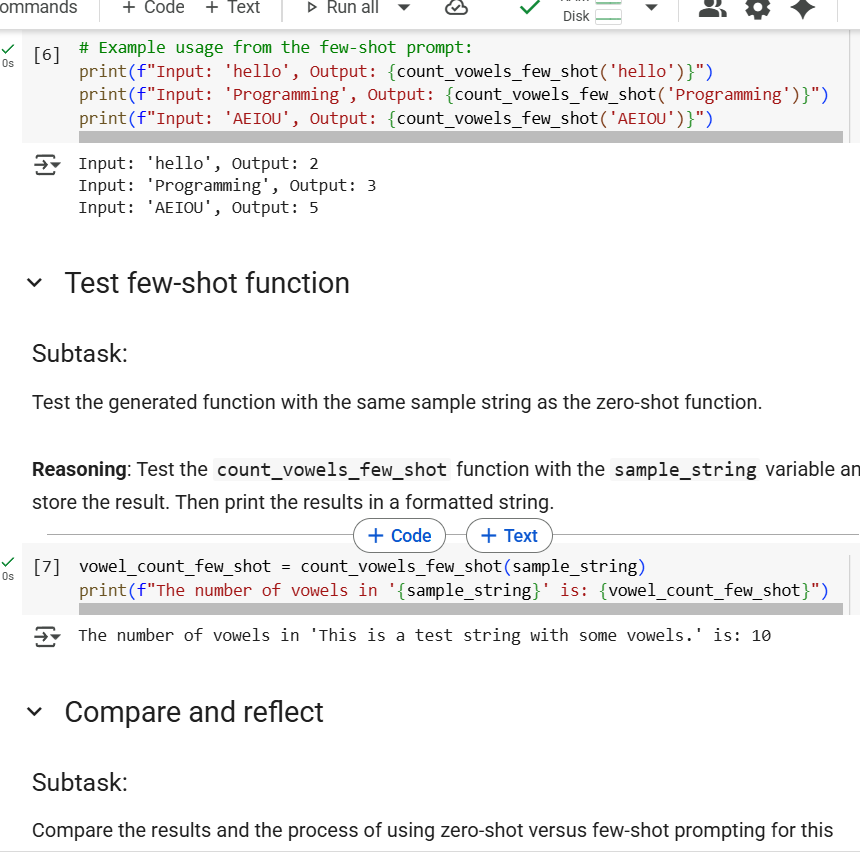 ommands + Code + Text Run all
Disk
[6] # Example usage from the few-shot prompt:
0s print(f"Input: 'hello', Output: {count_vowels_few_shot('hello')}")
print(f"Input: 'Programming', Output: {count_vowels_few_shot('Programming')}")
print(f"Input: 'AEIOU', Output: {count_vowels_few_shot('AEIOU')}")
Input: 'hello', Output: 2
Input: 'Programming', Output: 3
Input: 'AEIOU', Output: 5
Test few-shot function
Subtask:
Test the generated function with the same sample string as the zero-shot function.
Reasoning: Test the count_vowels_few_shot function with the sample_string variable an
store the result. Then print the results in a formatted string.
+ Code + Text
[7] vowel_count_few_shot = count_vowels_few_shot(sample_string)
0s print(f"The number of vowels in '{sample_string}' is: {vowel_count_few_shot}")
The number of vowels in 'This is a test string with some vowels.' is: 10
Compare and reflect
Subtask:
Compare the results and the process of using zero-shot versus few-shot prompting for this